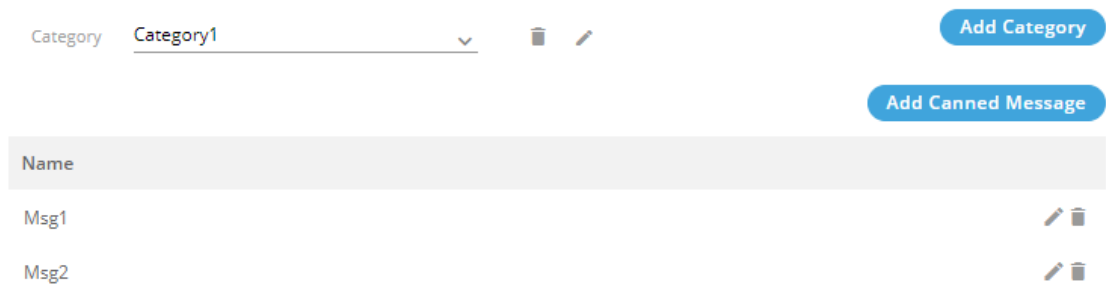 Category Category1 Add Category
Add Canned Message
Name
Msg1
Msg2